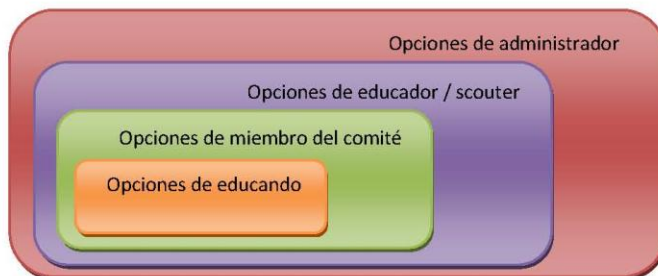 Opciones de administrador
Opciones de educador / scouter
Opciones de miembro del comité
Opciones de educando